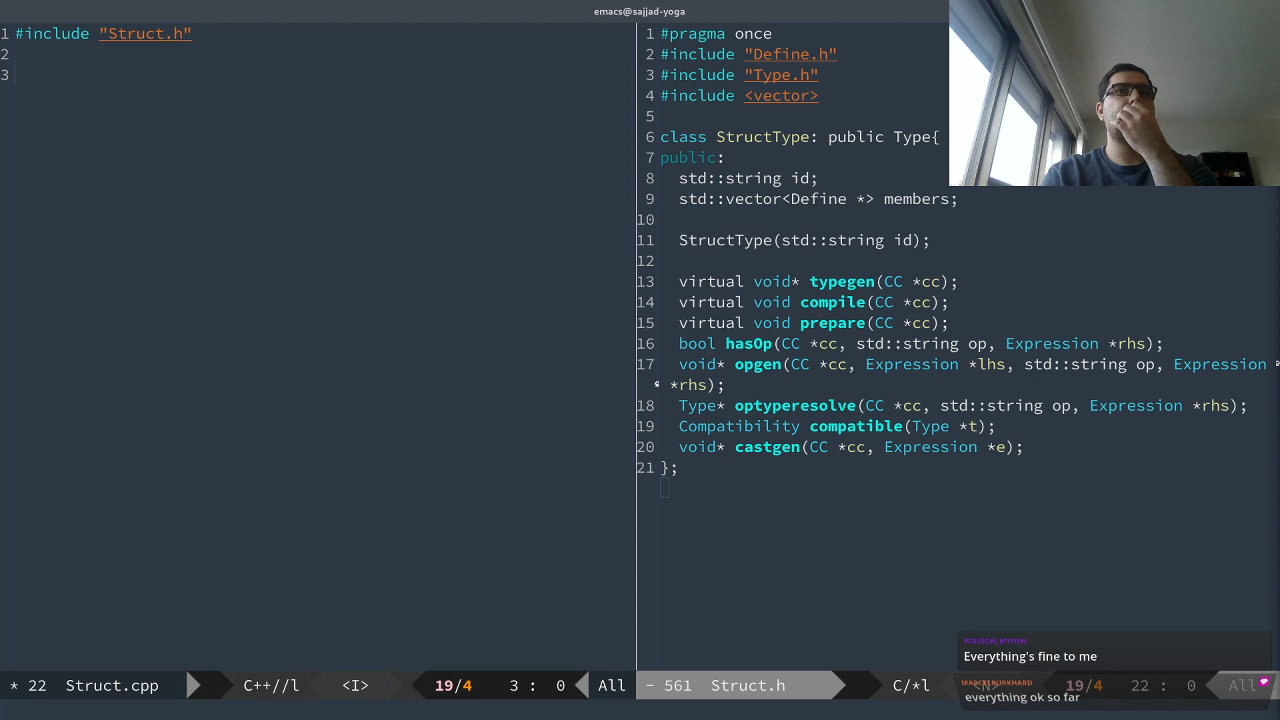 emacs@sajjad-yoga
1 #include "Struct.h"
2
3
1 #pragma once
2 #include "Define.h"
3 #include "Type.h"
4 #include <vector>
5
6 class StructType: public Type{
7 public:
8 std::string id;
9 std::vector<Define *> members;
10
11 StructType(std::string id);
12
13 virtual void* typegen(CC *cc);
14 virtual void compile(CC *cc);
15 virtual void prepare(CC *cc);
16 bool hasOp(CC *cc, std::string op, Expression *rhs);
17 void* opgen(CC *cc, Expression *lhs, std::string op, Expression
*rhs);
18 Type* optyperesolve(CC *cc, std::string op, Expression *rhs);
19 Compatibility compatible(Type *t);
20 void* castgen(CC *cc, Expression *e);
21 };
Everything's fine to me
MARCELBURKHARD
everything ok so far
* 22 Struct.cpp C++//l <I> 19/4 3 : 0 All
- 561 Struct.h C/*l <N> 19/4 22 : 0 All